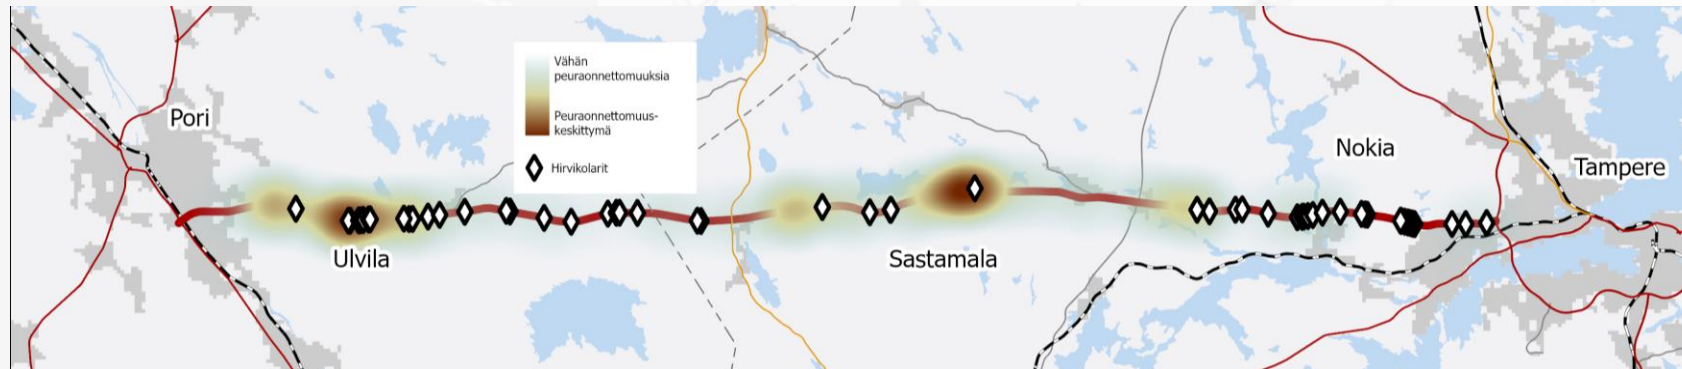 Vähän
peuraonnettomuuksia
Peuraonnettomuus-
keskittymä
Hirvikolarit
Pori
Ulvila
Sastamala
Nokia
Tampere